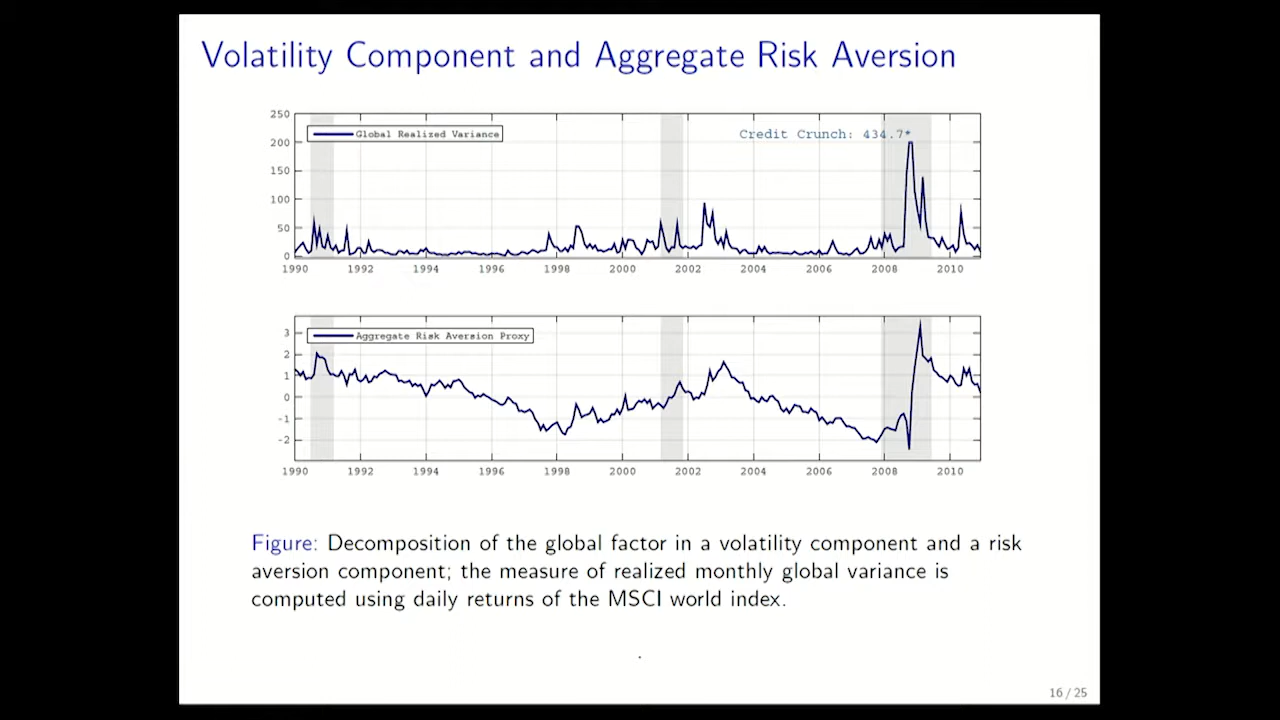 Volatility Component and Aggregate Risk Aversion
250
200
150
100
50
0
Global Realized Variance
Credit Crunch: 434.7*
1990 1992 1994 1996 1998 2000 2002 2004 2006 2008 2010
3
2
1
0
-1
-2
Aggregate Risk Aversion Proxy
1990 1992 1994 1996 1998 2000 2002 2004 2006 2008 2010
Figure: Decomposition of the global factor in a volatility component and a risk
aversion component; the measure of realized monthly global variance is
computed using daily returns of the MSCI world index.
16 / 25